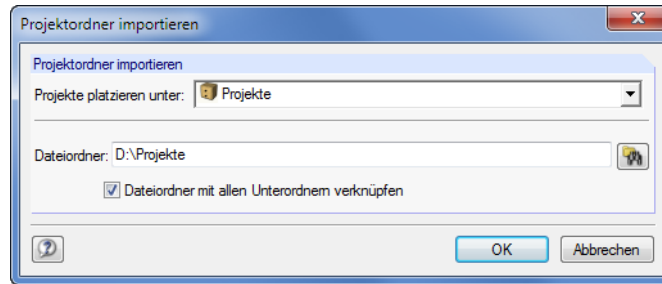 Projektordner importieren
Projektordner importieren
Projekte platzieren unter: Projekte
Dateiordner: D:\Projekte
Dateiordner mit allen Unterordnern verknüpfen
OK Abbrechen